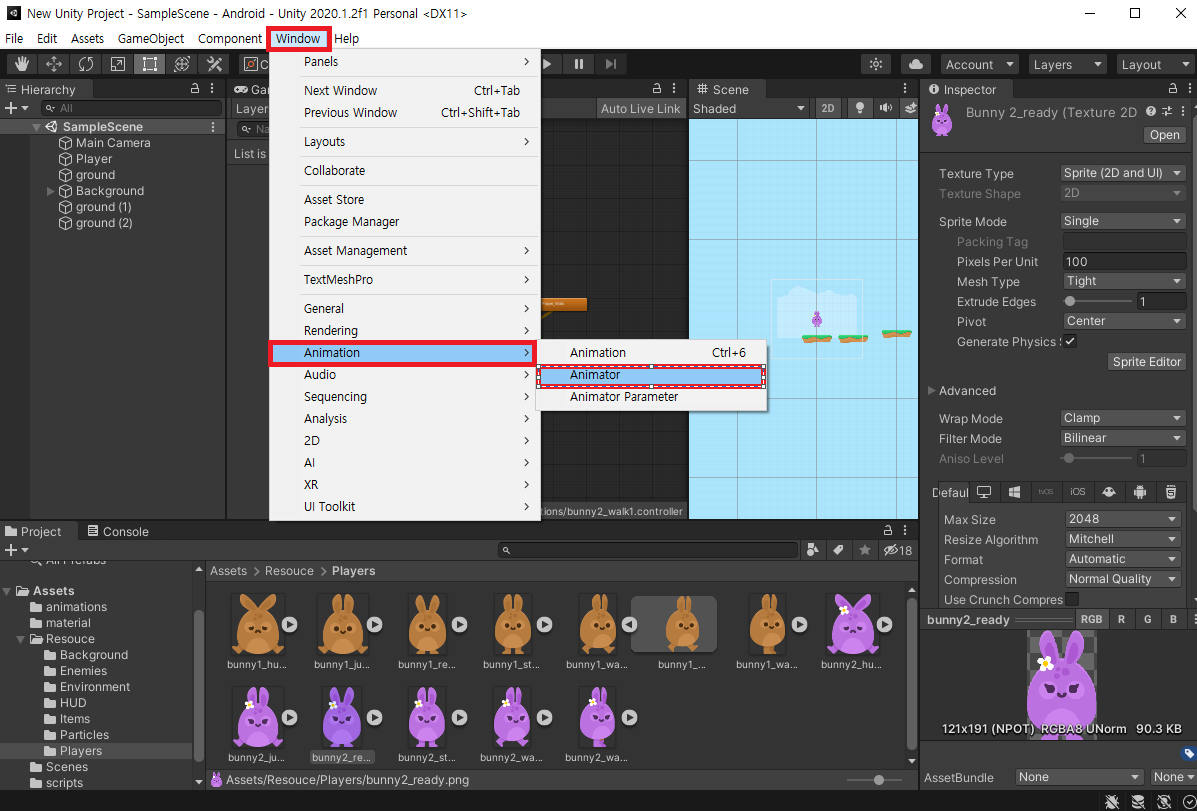 New Unity Project - SampleScene - Android - Unity 2020.1.2f1 Personal <DX11>
File Edit Assets GameObject Component Window Help
Account Layers Layout
Hierarchy
All
SampleScene
Main Camera
Player
ground
Background
ground (1)
ground (2)
Layer
List is
Auto Live Link
Panels
Next Window Ctrl+Tab
Previous Window Ctrl+Shift+Tab
Layouts
Collaborate
Asset Store
Package Manager
Asset Management
TextMeshPro
General
Rendering
Animation
Audio
Sequencing
Analysis
2D
AI
XR
UI Toolkit
Animation Ctrl+6
Animator
Animator Parameter
tions/bunny2_walk1.controller
Scene
Shaded 2D
Inspector
Bunny 2_ready (Texture 2D
Open
Texture Type Sprite (2D and UI)
Texture Shape 2D
Sprite Mode Single
Packing Tag
Pixels Per Unit 100
Mesh Type Tight
Extrude Edges 1
Pivot Center
Generate Physics
Sprite Editor
Advanced
Wrap Mode Clamp
Filter Mode Bilinear
Aniso Level 1
Defaul tvOS iOS
Max Size 2048
Resize Algorithm Mitchell
Format Automatic
Compression Normal Quality
Use Crunch Compres
bunny2_ready RGB R G B
121x191 (NPOT) RGBA8 UNorm 90.3 KB
AssetBundle None None
Project Console
18
All Prefabs
Assets
animations
material
Resouce
Background
Enemies
Environment
HUD
Items
Particles
Players
Scenes
scripts
Assets > Resouce > Players
bunny1_hu... bunny1_ju... bunny1_re... bunny1_st... bunny1_wa... bunny1_... bunny1_wa... bunny2_hu...
bunny2_ju... bunny2_re... bunny2_st... bunny2_wa... bunny2_wa...
Assets/Resouce/Players/bunny2_ready.png